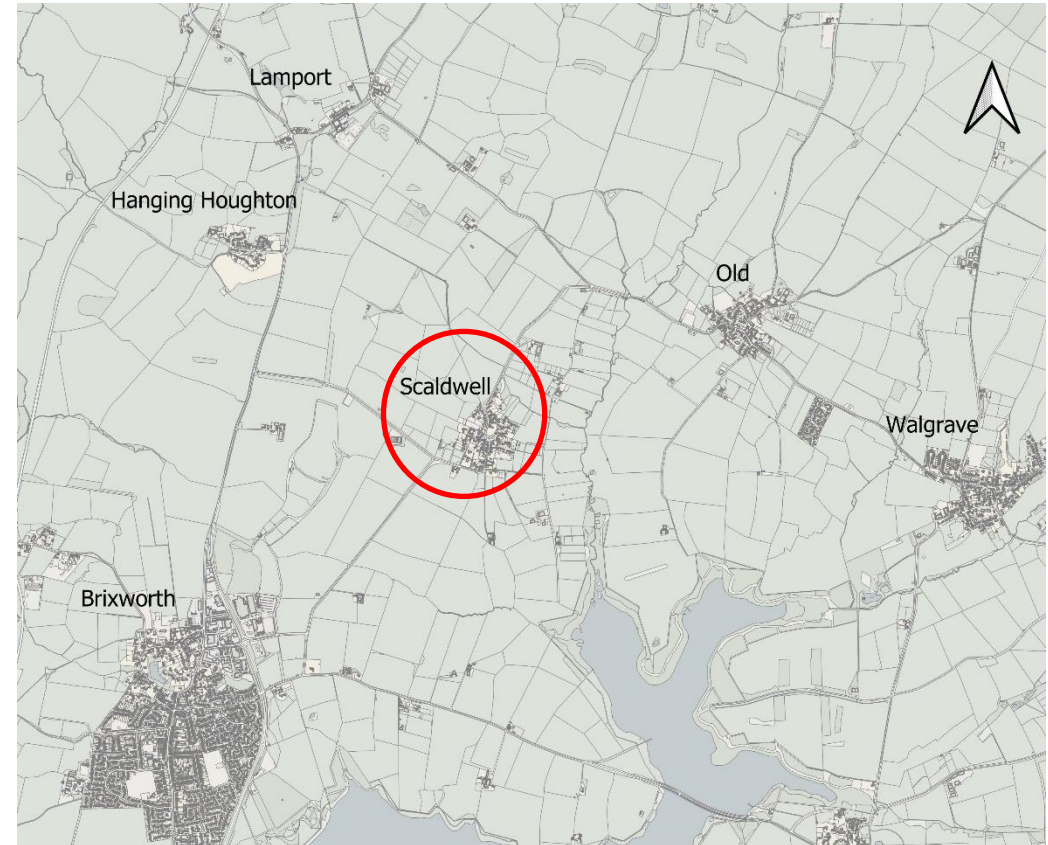 Lamport
Hanging Houghton
Old
Scaldwell
Walgrave
Brixworth